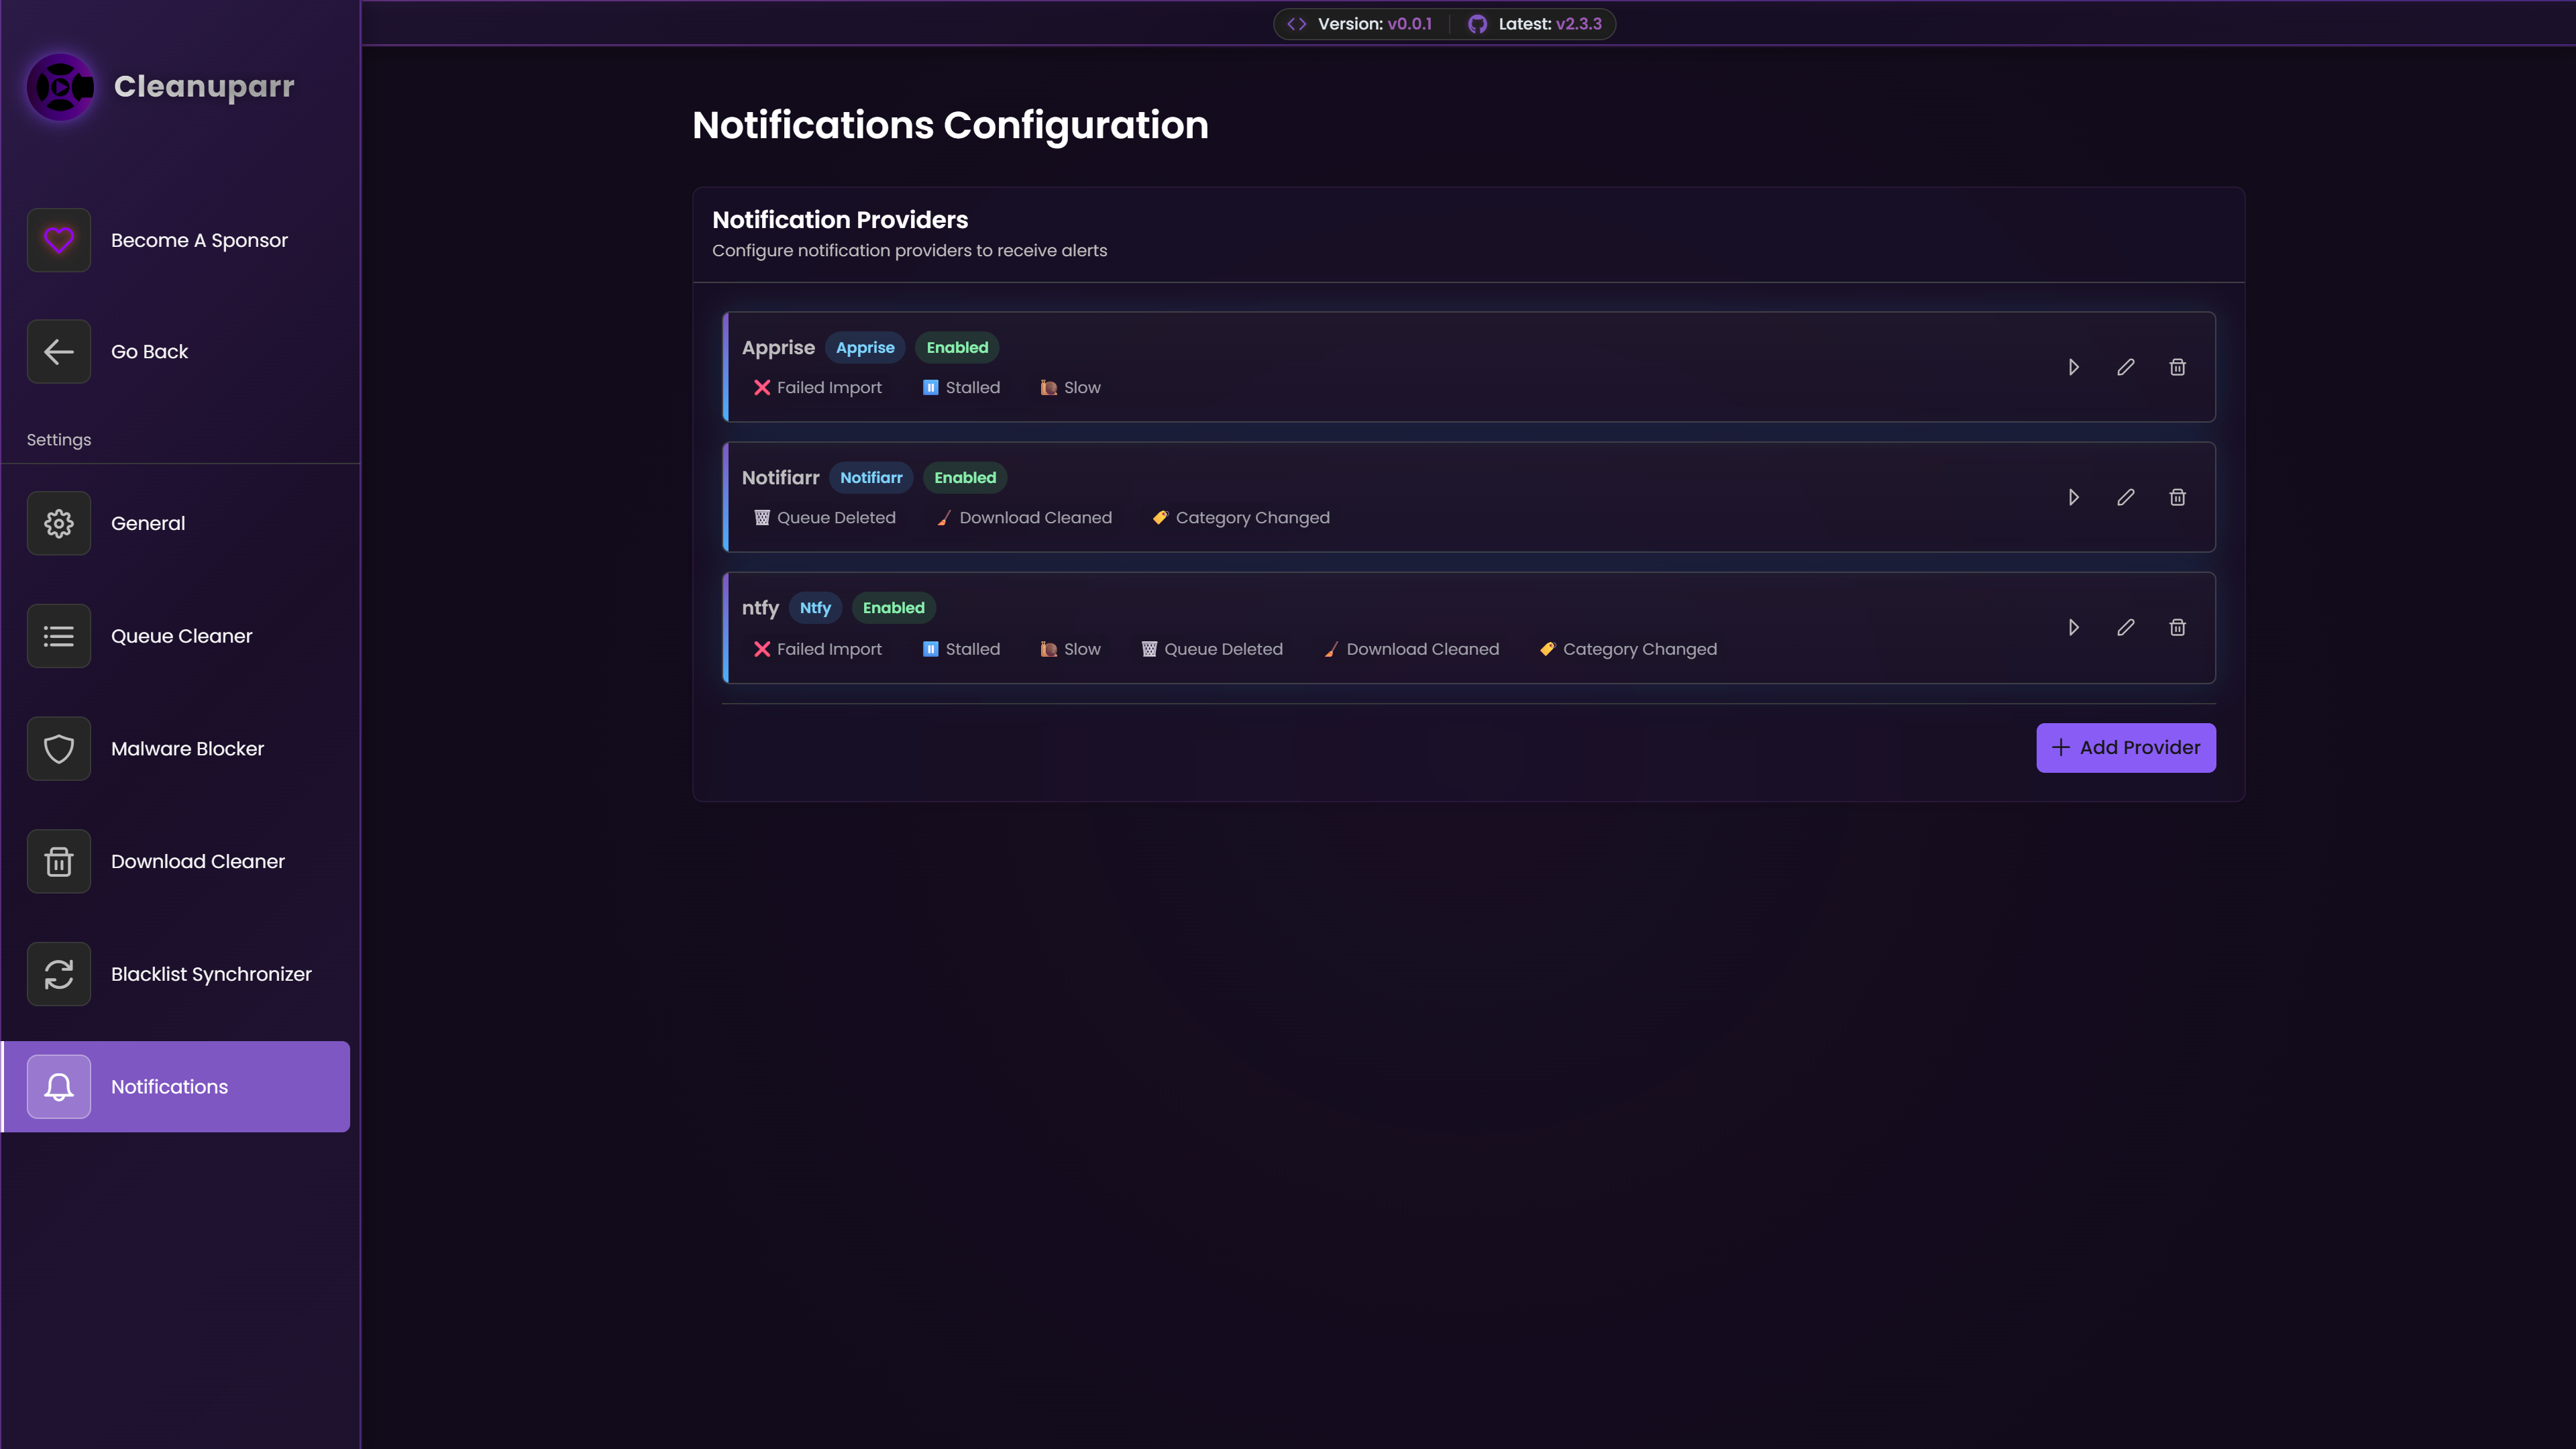 Version: v0.0.1 Latest: v2.3.3
Cleanuparr
Become A Sponsor
Go Back
Settings
General
Queue Cleaner
Malware Blocker
Download Cleaner
Blacklist Synchronizer
Notifications
Notifications Configuration
Notification Providers
Configure notification providers to receive alerts
Apprise Apprise Enabled
Failed Import Stalled Slow
Notifiarr Notifiarr Enabled
Queue Deleted Download Cleaned Category Changed
ntfy Ntfy Enabled
Failed Import Stalled Slow Queue Deleted Download Cleaned Category Changed
Add Provider